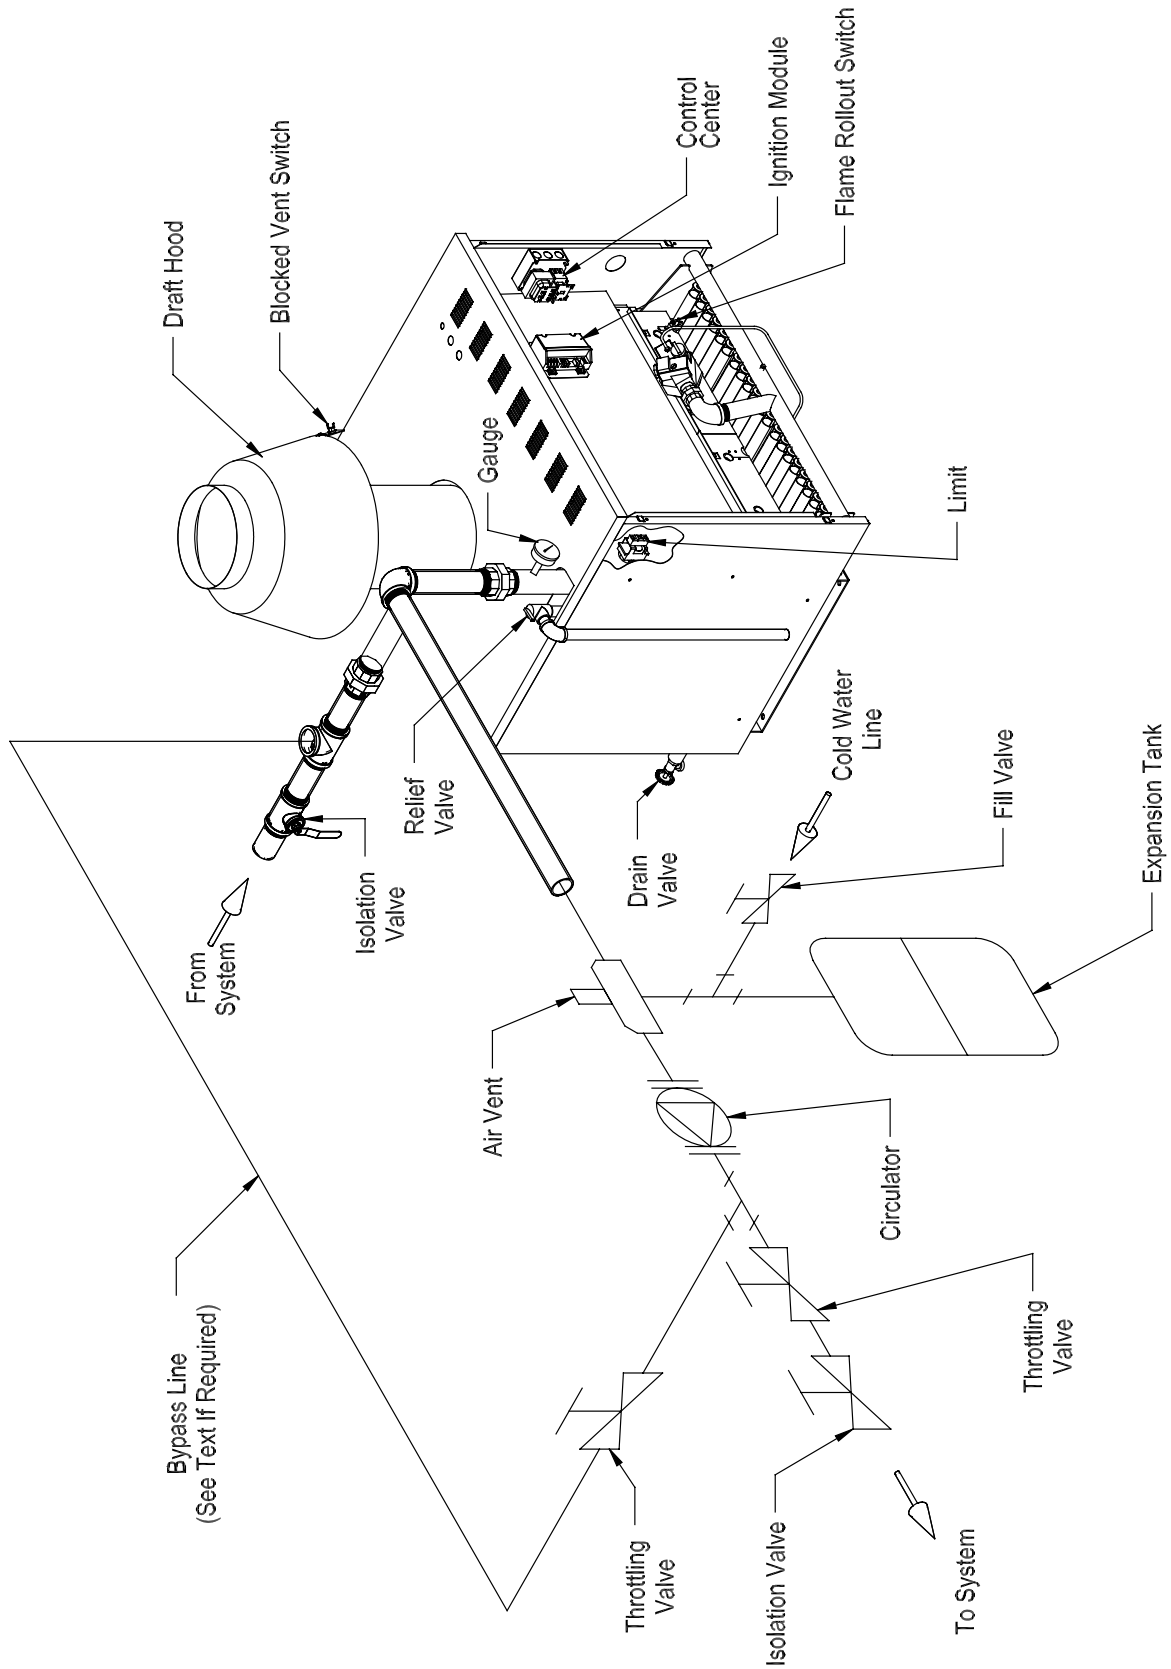 Draft Hood
Blocked Vent Switch
Gauge
Control
Center
Ignition Module
Flame Rollout Switch
Limit
From
System
Isolation
Valve
Relief
Valve
Drain
Valve
Cold Water
Line
Fill Valve
Expansion Tank
Air Vent
Circulator
Bypass Line
(See Text If Required)
Throttling
Valve
Throttling
Valve
Isolation Valve
To System